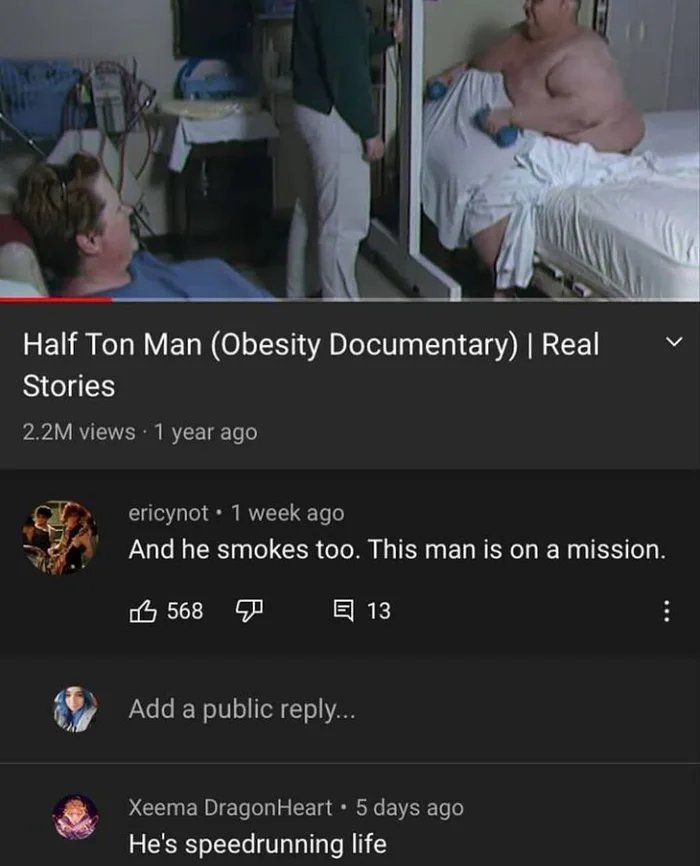 Half Ton Man (Obesity Documentary) | Real
Stories
2.2M views · 1 year ago
ericynot • 1 week ago
And he smokes too. This man is on a mission.
568
13
Add a public reply...
Xeema DragonHeart • 5 days ago
He's speedrunning life